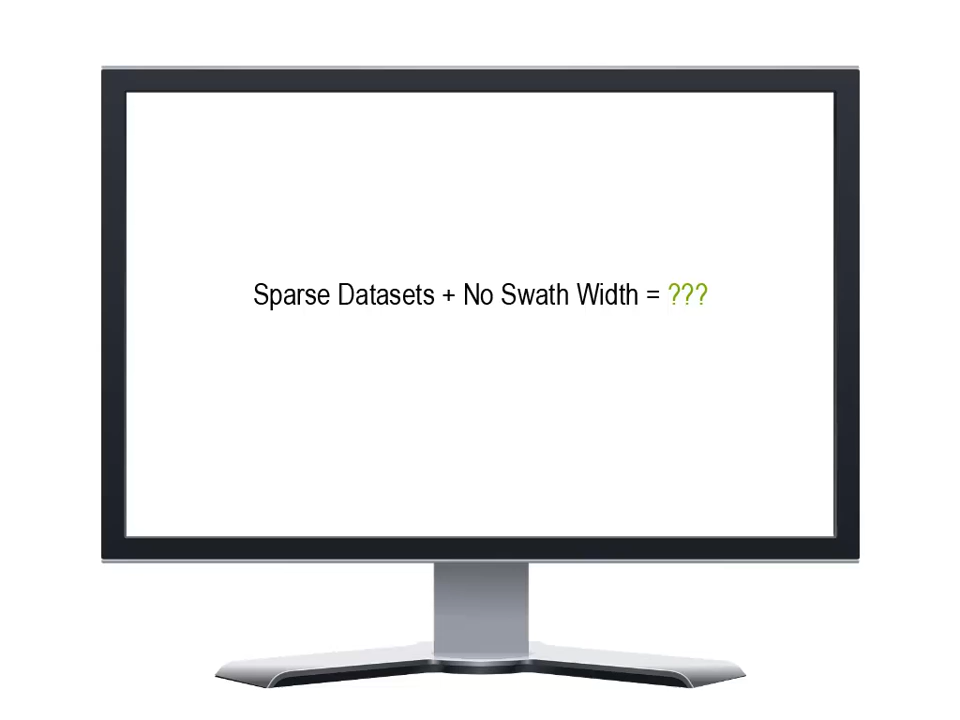 Sparse Datasets + No Swath Width = ???